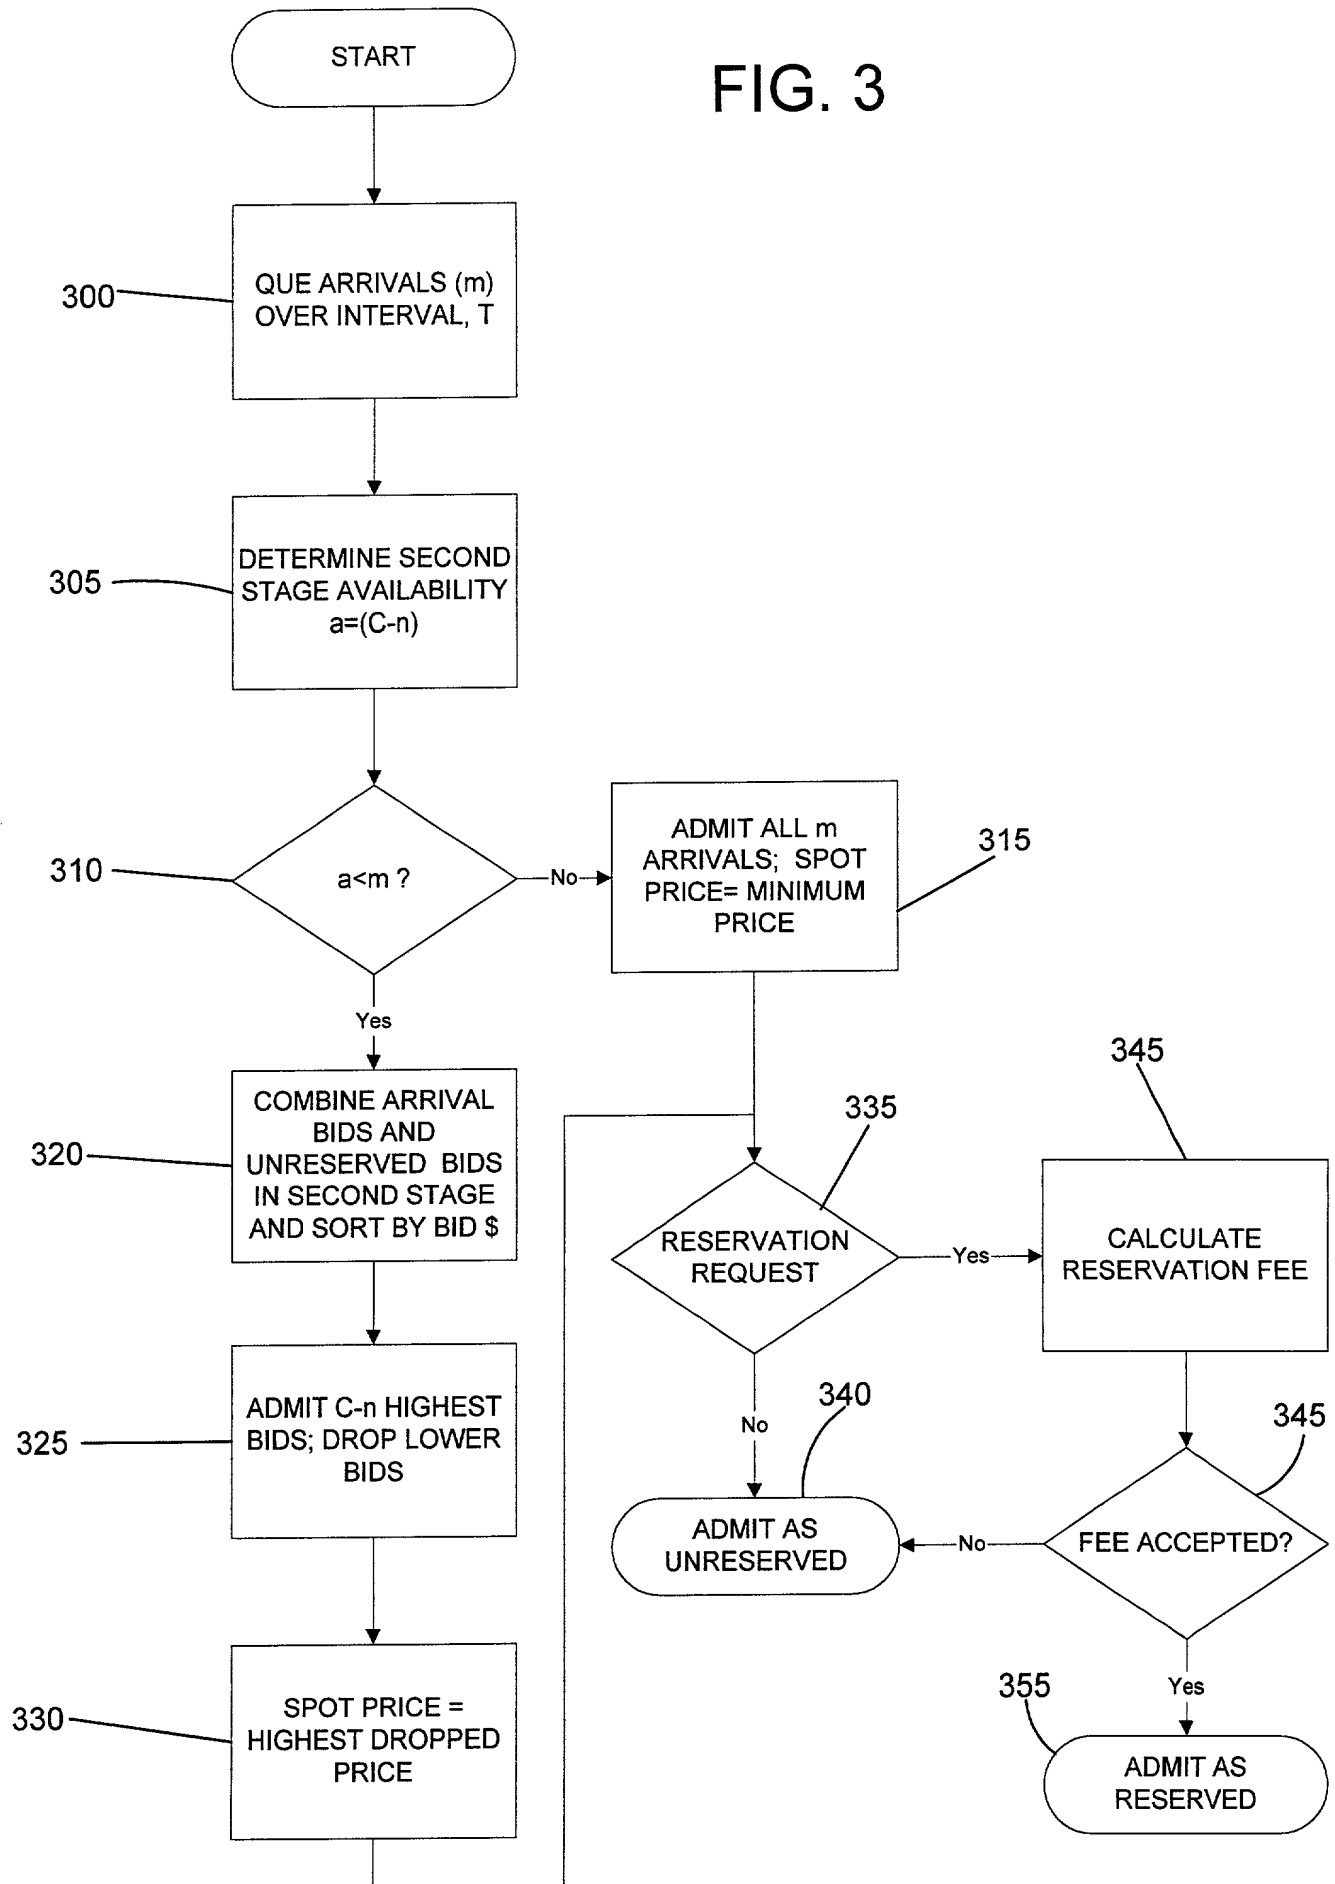 START
FIG. 3
300
QUE ARRIVALS (m)
OVER INTERVAL, T
305
DETERMINE SECOND
STAGE AVAILABILITY
a=(C-n)
310
a<m ?
No
ADMIT ALL m
ARRIVALS; SPOT
PRICE= MINIMUM
PRICE
315
Yes
320
COMBINE ARRIVAL
BIDS AND
UNRESERVED BIDS
IN SECOND STAGE
AND SORT BY BID $
335
RESERVATION
REQUEST
Yes
345
CALCULATE
RESERVATION FEE
325
ADMIT C-n HIGHEST
BIDS; DROP LOWER
BIDS
No
340
ADMIT AS
UNRESERVED
No
345
FEE ACCEPTED?
Yes
330
SPOT PRICE =
HIGHEST DROPPED
PRICE
355
ADMIT AS
RESERVED